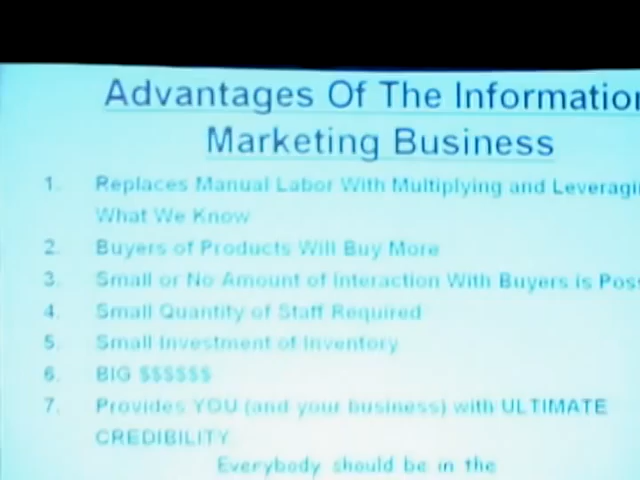 Advantages Of The Information
Marketing Business
1. Replaces Manual Labor With Multiplying and Leveragi
What We Know
2. Buyers of Products Will Buy More
3. Small or No Amount of Interaction With Buyers is Poss
4. Small Quantity of Staff Required
5. Small Investment of Inventory
6. BIG $$$$$$
7. Provides YOU (and your business) with ULTIMATE
CREDIBILITY
Everybody should be in the